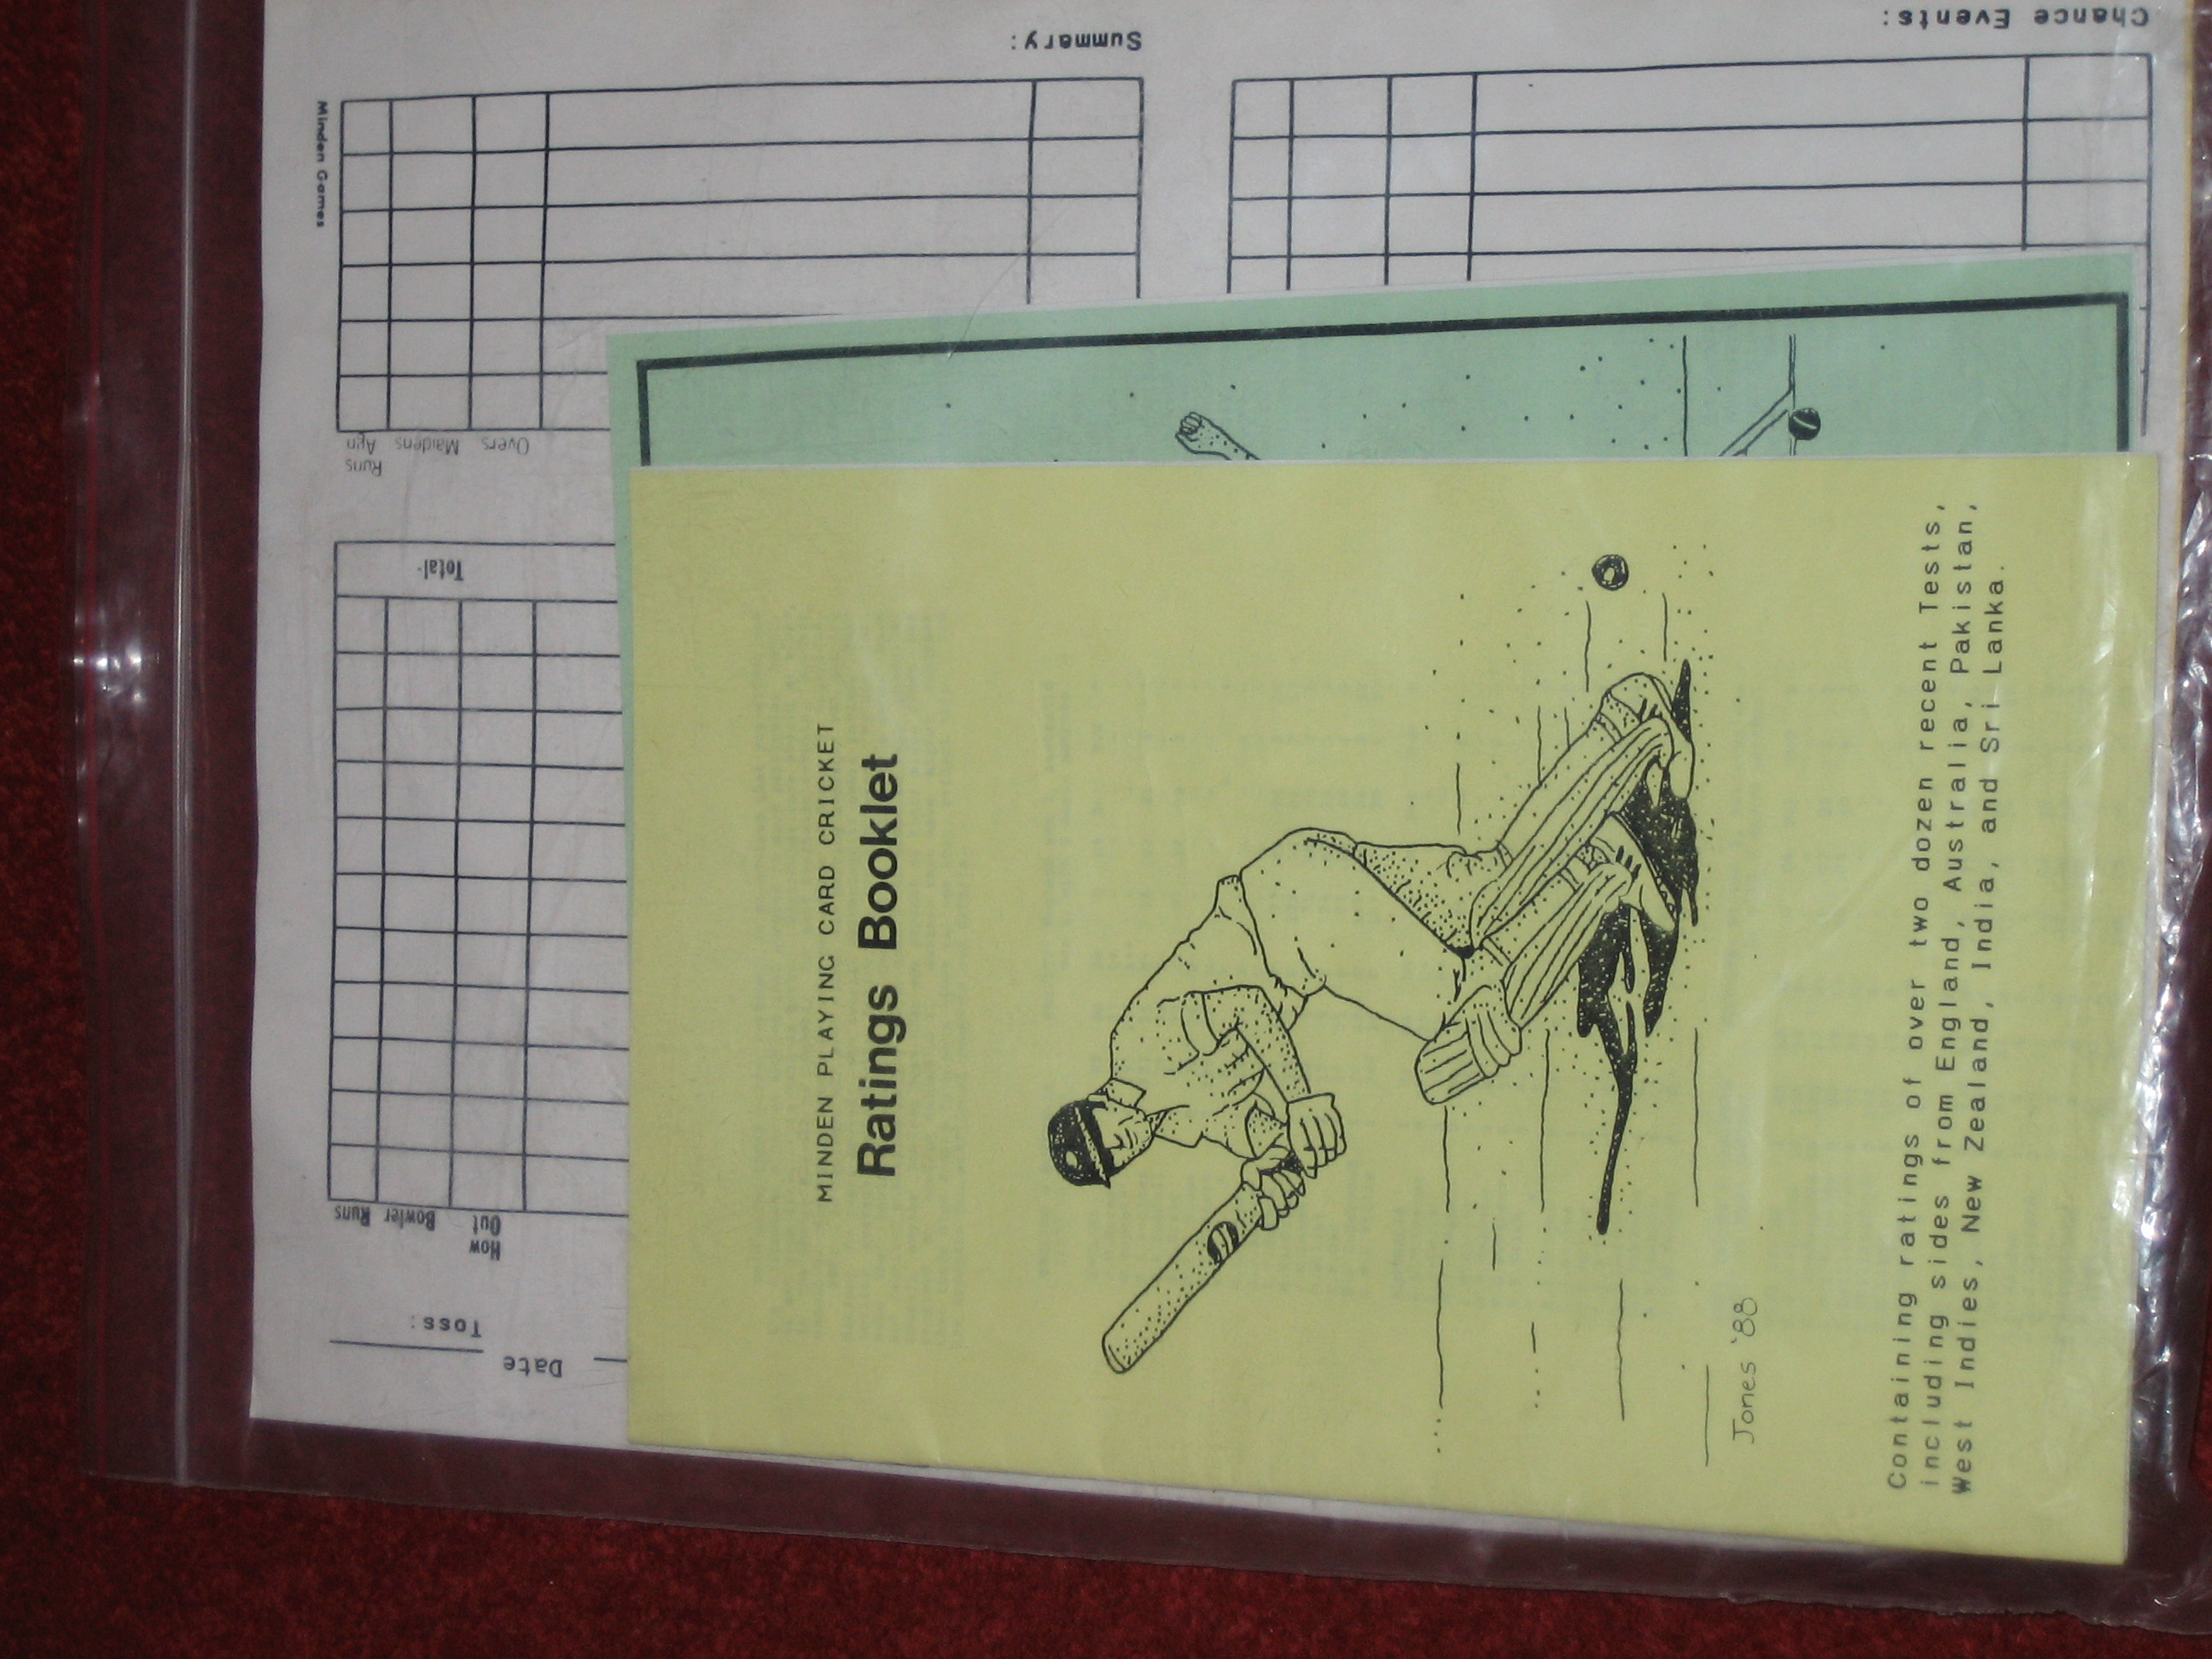 MINDEN PLAYING CARD CRICKET
Ratings Booklet
Jones '88
Containing ratings of over two dozen recent Tests,
including sides from England, Australia, Pakistan,
West Indies, New Zealand, India, and Sri Lanka.
Chance Events:
Summary:
Minden Games
Overs
Maidens
Runs
Agn
Total
How
Out
Bowler
Runs
Toss:
Date